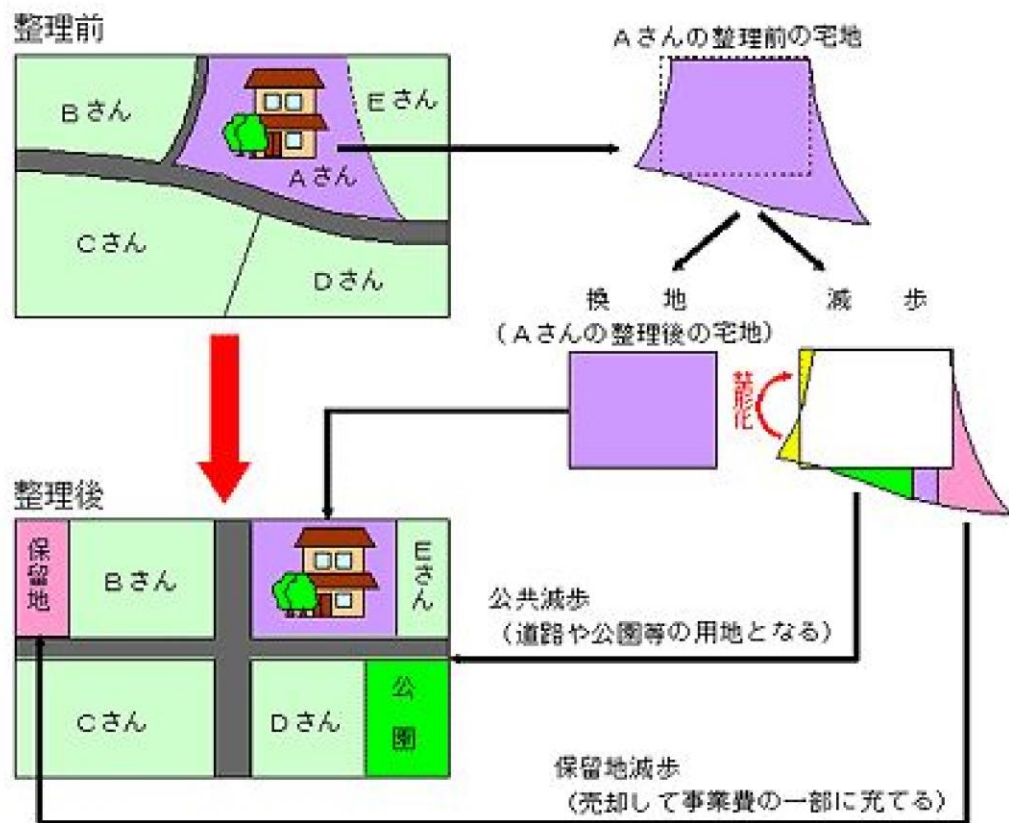 整理前
Aさんの整理前の宅地
Bさん
Eさん
Aさん
Cさん
Dさん
換 地
(Aさんの整理後の宅地)
減 歩
整形化
整理後
保留地
Bさん
Eさん
公共減歩
(道路や公園等の用地となる)
Cさん
Dさん
公園
保留地減歩
(売却して事業費の一部に充てる)